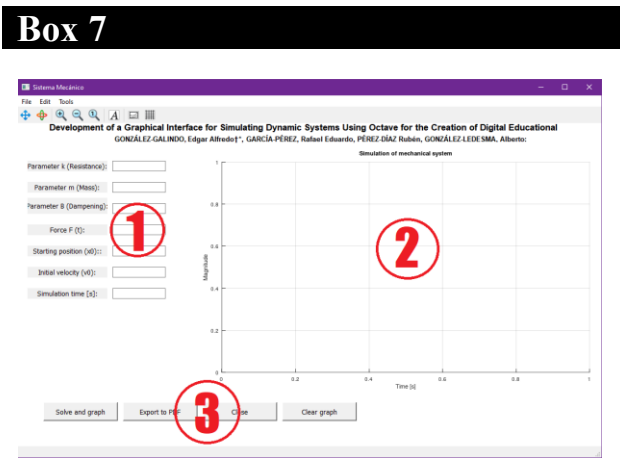 Box 7
Sistema Mecánico
File Edit Tools
A
Development of a Graphical Interface for Simulating Dynamic Systems Using Octave for the Creation of Digital Educational
GONZÁLEZ-GALINDO, Edgar Alfredo†*, GARCÍA-PÉREZ, Rafael Eduardo, PÉREZ-DÍAZ Rubén, GONZÁLEZ-LEDESMA, Alberto:
Simulation of mechanical system
Parameter k (Resistance):
Parameter m (Mass):
Parameter B (Dampening):
Force F (t):
Starting position (x0)::
Initial velocity (v0):
Simulation time [s]:
1
1
0.8
0.6
0.4
0.2
0
Magnitude
2
0 0.2 0.4 0.6 0.8 1
Time [s]
Solve and graph Export to PDF Close Clear graph
3